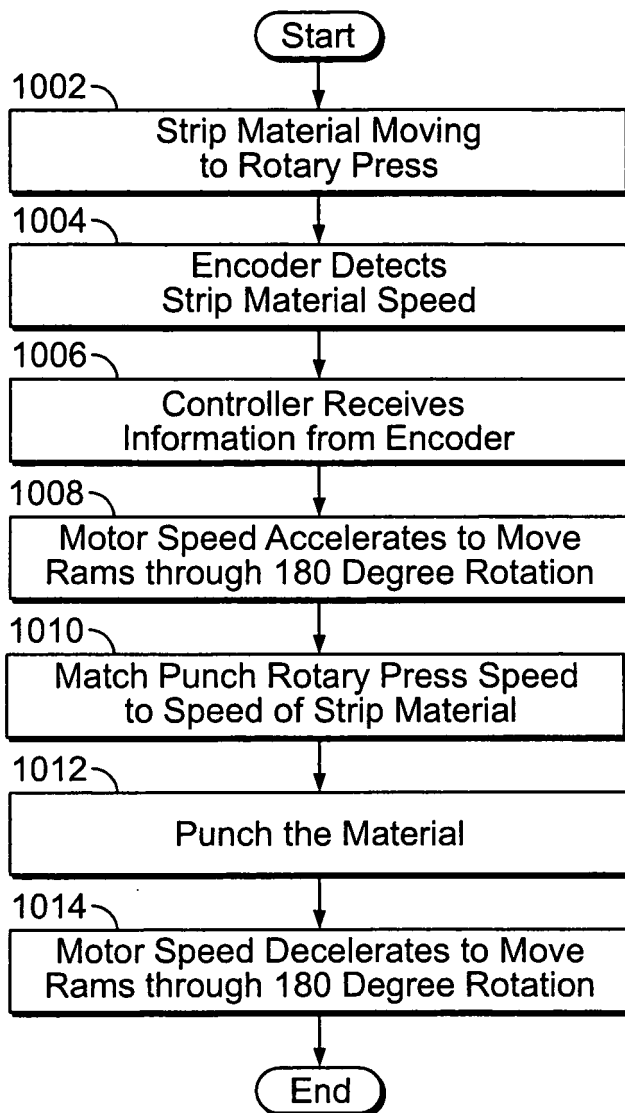 Start
1002
Strip Material Moving
to Rotary Press
1004
Encoder Detects
Strip Material Speed
1006
Controller Receives
Information from Encoder
1008
Motor Speed Accelerates to Move
Rams through 180 Degree Rotation
1010
Match Punch Rotary Press Speed
to Speed of Strip Material
1012
Punch the Material
1014
Motor Speed Decelerates to Move
Rams through 180 Degree Rotation
End